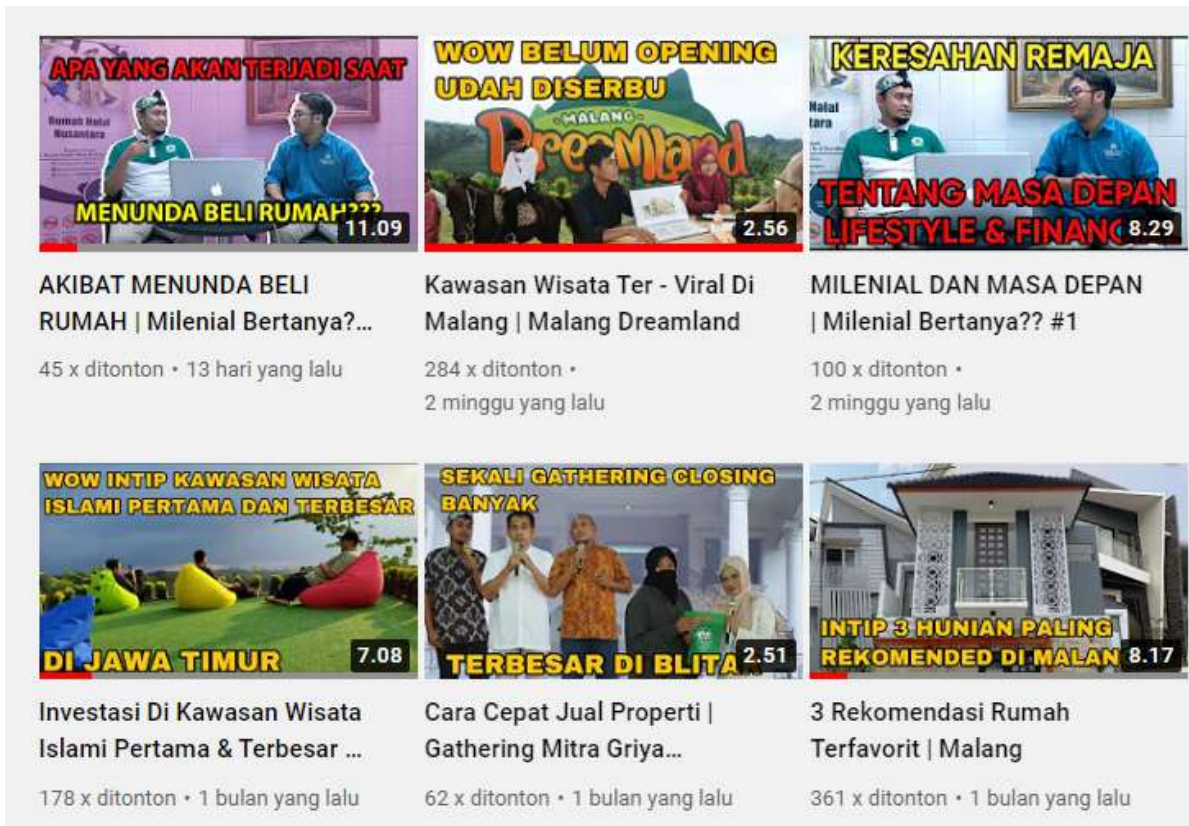 APA YANG AKAN TERJADI SAAT
Rumah Halal
Nusantara
MENUNDA BELI RUMAH???
11.09
AKIBAT MENUNDA BELI
RUMAH | Milenial Bertanya?...
45 x ditonton • 13 hari yang lalu
WOW BELUM OPENING
UDAH DISERBU
MALANG
Dreamland
2.56
Kawasan Wisata Ter - Viral Di
Malang | Malang Dreamland
284 x ditonton •
2 minggu yang lalu
KERESAHAN REMAJA
Halal
tara
TENTANG MASA DEPAN
LIFESTYLE & FINANC
8.29
MILENIAL DAN MASA DEPAN
| Milenial Bertanya?? #1
100 x ditonton •
2 minggu yang lalu
WOW INTIP KAWASAN WISATA
ISLAMI PERTAMA DAN TERBESAR
DI JAWA TIMUR
7.08
Investasi Di Kawasan Wisata
Islami Pertama & Terbesar ...
178 x ditonton • 1 bulan yang lalu
SEKALI GATHERING CLOSING
BANYAK
TERBESAR DI BLITA
2.51
Cara Cepat Jual Properti |
Gathering Mitra Griya...
62 x ditonton • 1 bulan yang lalu
INTIP 3 HUNIAN PALING
REKOMENDED DI MALAN
8.17
3 Rekomendasi Rumah
Terfavorit | Malang
361 x ditonton • 1 bulan yang lalu